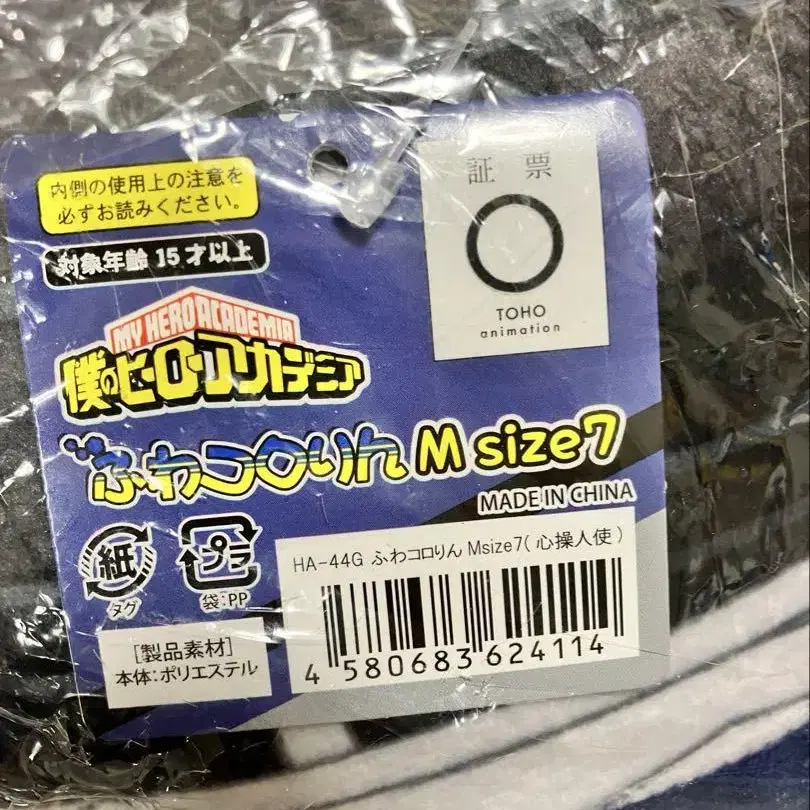 内側の使用上の注意を
必ずお読みください。
対象年齢 15才以上
証票
TOHO
animation
MY HERO ACADEMIA
僕のヒーローアカデミア
ふわコロりん M size7
MADE IN CHINA
紙
タグ
プラ
袋:PP
HA-44G ふわコロりん Msize7(心操人使)
4 580683 624114
[製品素材]
本体:ポリエステル